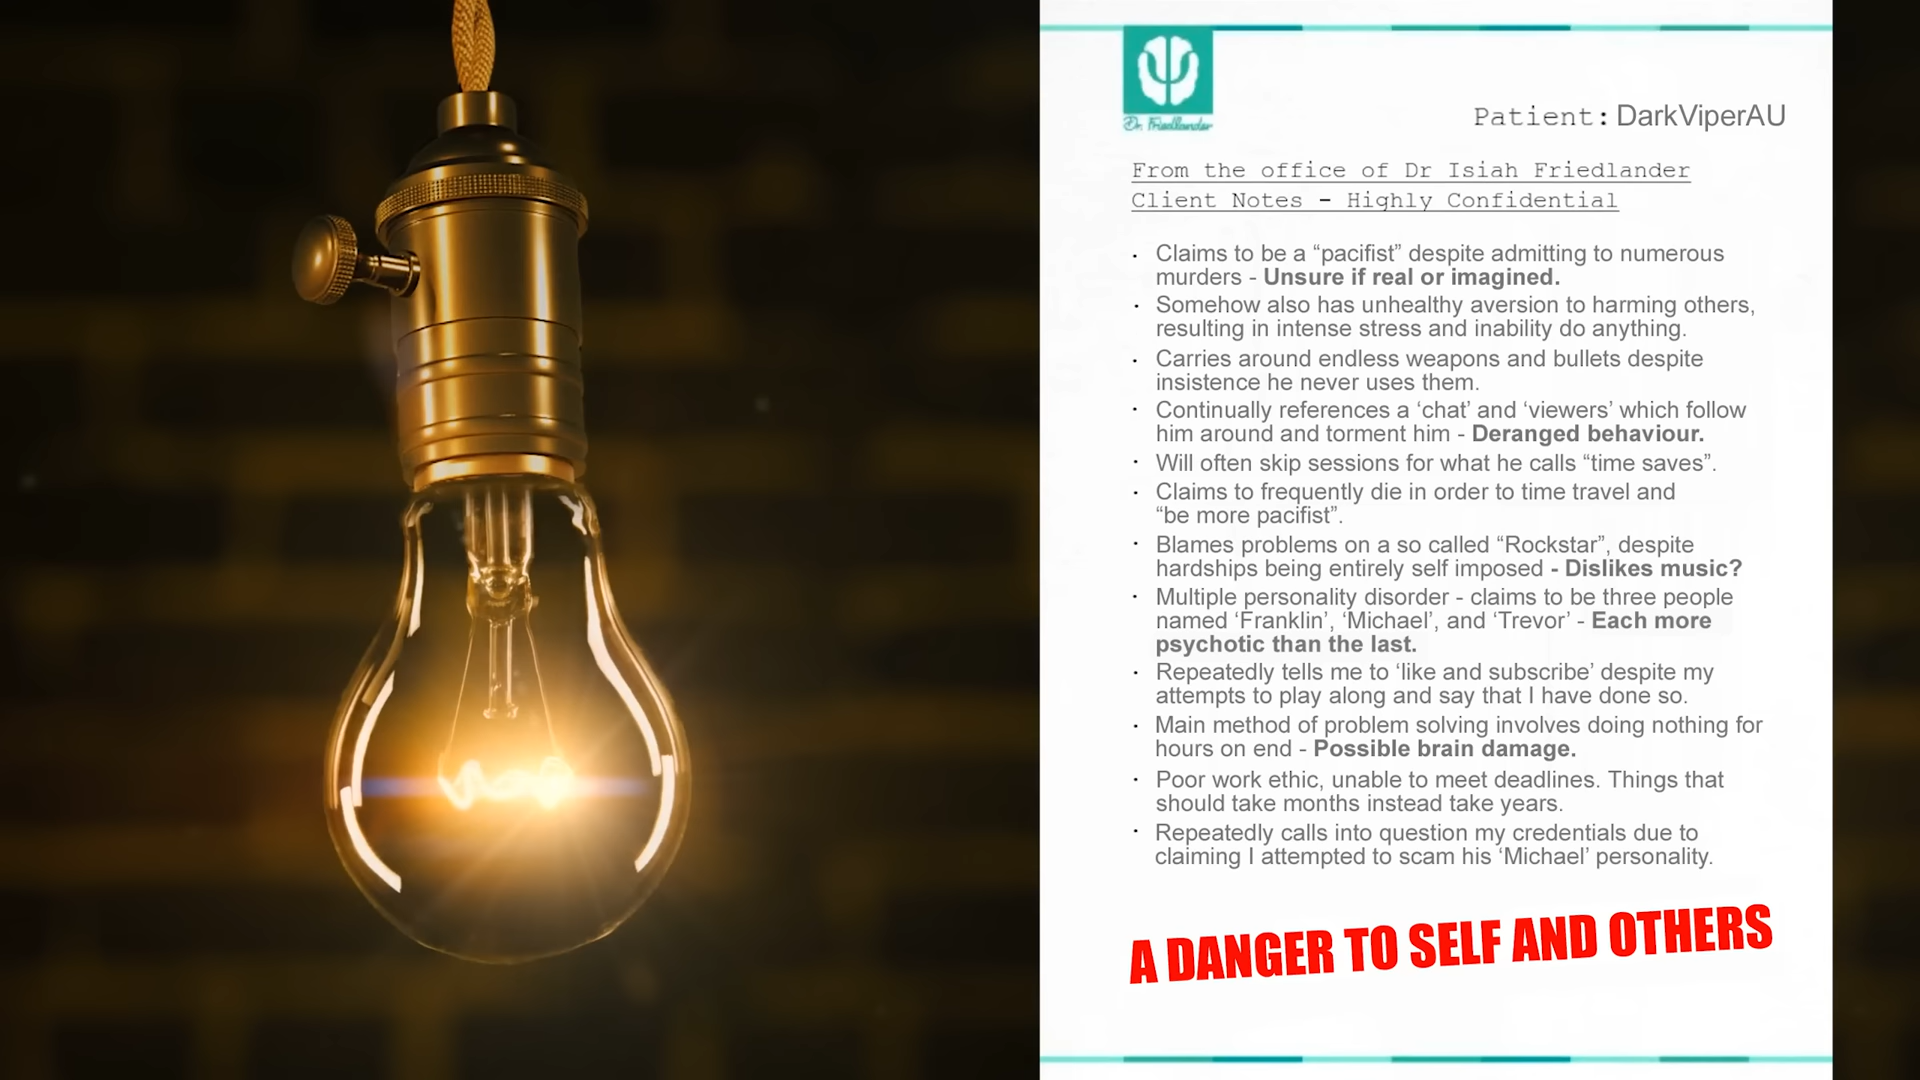 Dr. Friedlander
Patient: DarkViperAU
From the office of Dr Isiah Friedlander
Client Notes - Highly Confidential
· Claims to be a “pacifist” despite admitting to numerous
murders - Unsure if real or imagined.
· Somehow also has unhealthy aversion to harming others,
resulting in intense stress and inability do anything.
· Carries around endless weapons and bullets despite
insistence he never uses them.
· Continually references a ‘chat’ and ‘viewers’ which follow
him around and torment him - Deranged behaviour.
· Will often skip sessions for what he calls “time saves”.
· Claims to frequently die in order to time travel and
“be more pacifist”.
· Blames problems on a so called “Rockstar”, despite
hardships being entirely self imposed - Dislikes music?
· Multiple personality disorder - claims to be three people
named ‘Franklin’, ‘Michael’, and ‘Trevor’ - Each more
psychotic than the last.
· Repeatedly tells me to ‘like and subscribe’ despite my
attempts to play along and say that I have done so.
· Main method of problem solving involves doing nothing for
hours on end - Possible brain damage.
· Poor work ethic, unable to meet deadlines. Things that
should take months instead take years.
· Repeatedly calls into question my credentials due to
claiming I attempted to scam his ‘Michael’ personality.
A DANGER TO SELF AND OTHERS